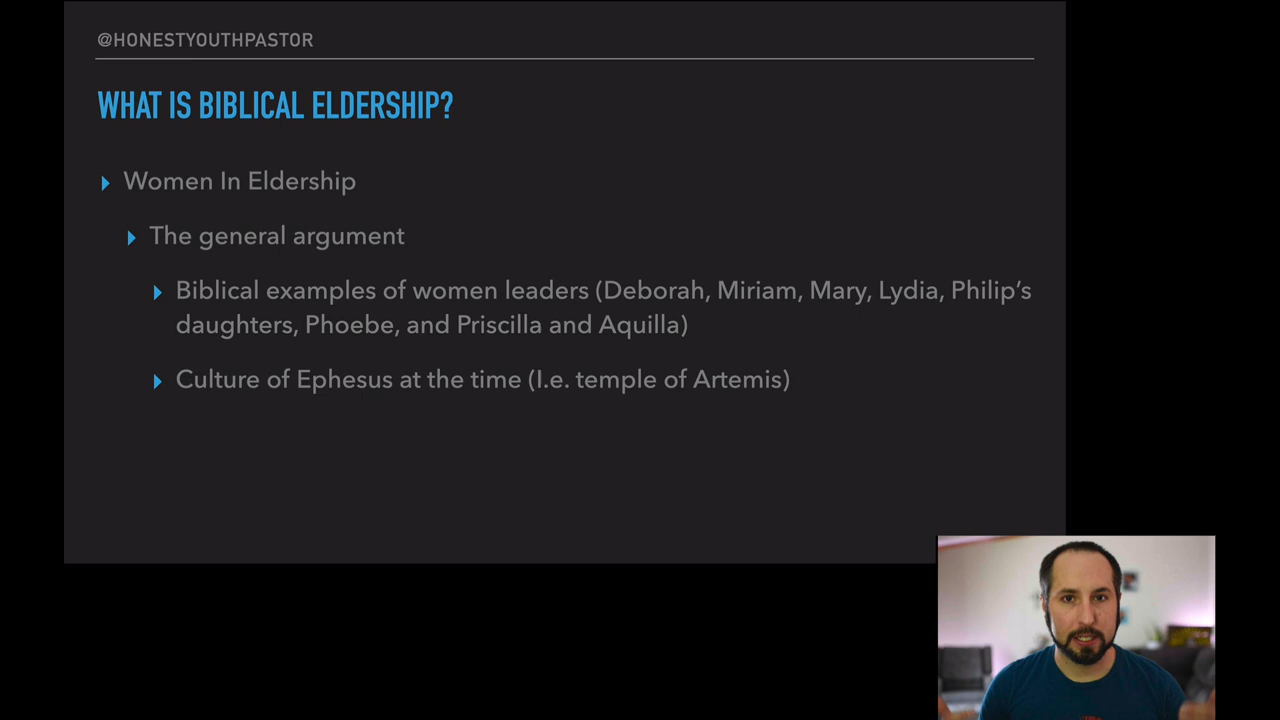 @HONESTYOUTHPASTOR
WHAT IS BIBLICAL ELDERSHIP?
Women In Eldership
The general argument
Biblical examples of women leaders (Deborah, Miriam, Mary, Lydia, Philip’s
daughters, Phoebe, and Priscilla and Aquilla)
Culture of Ephesus at the time (I.e. temple of Artemis)